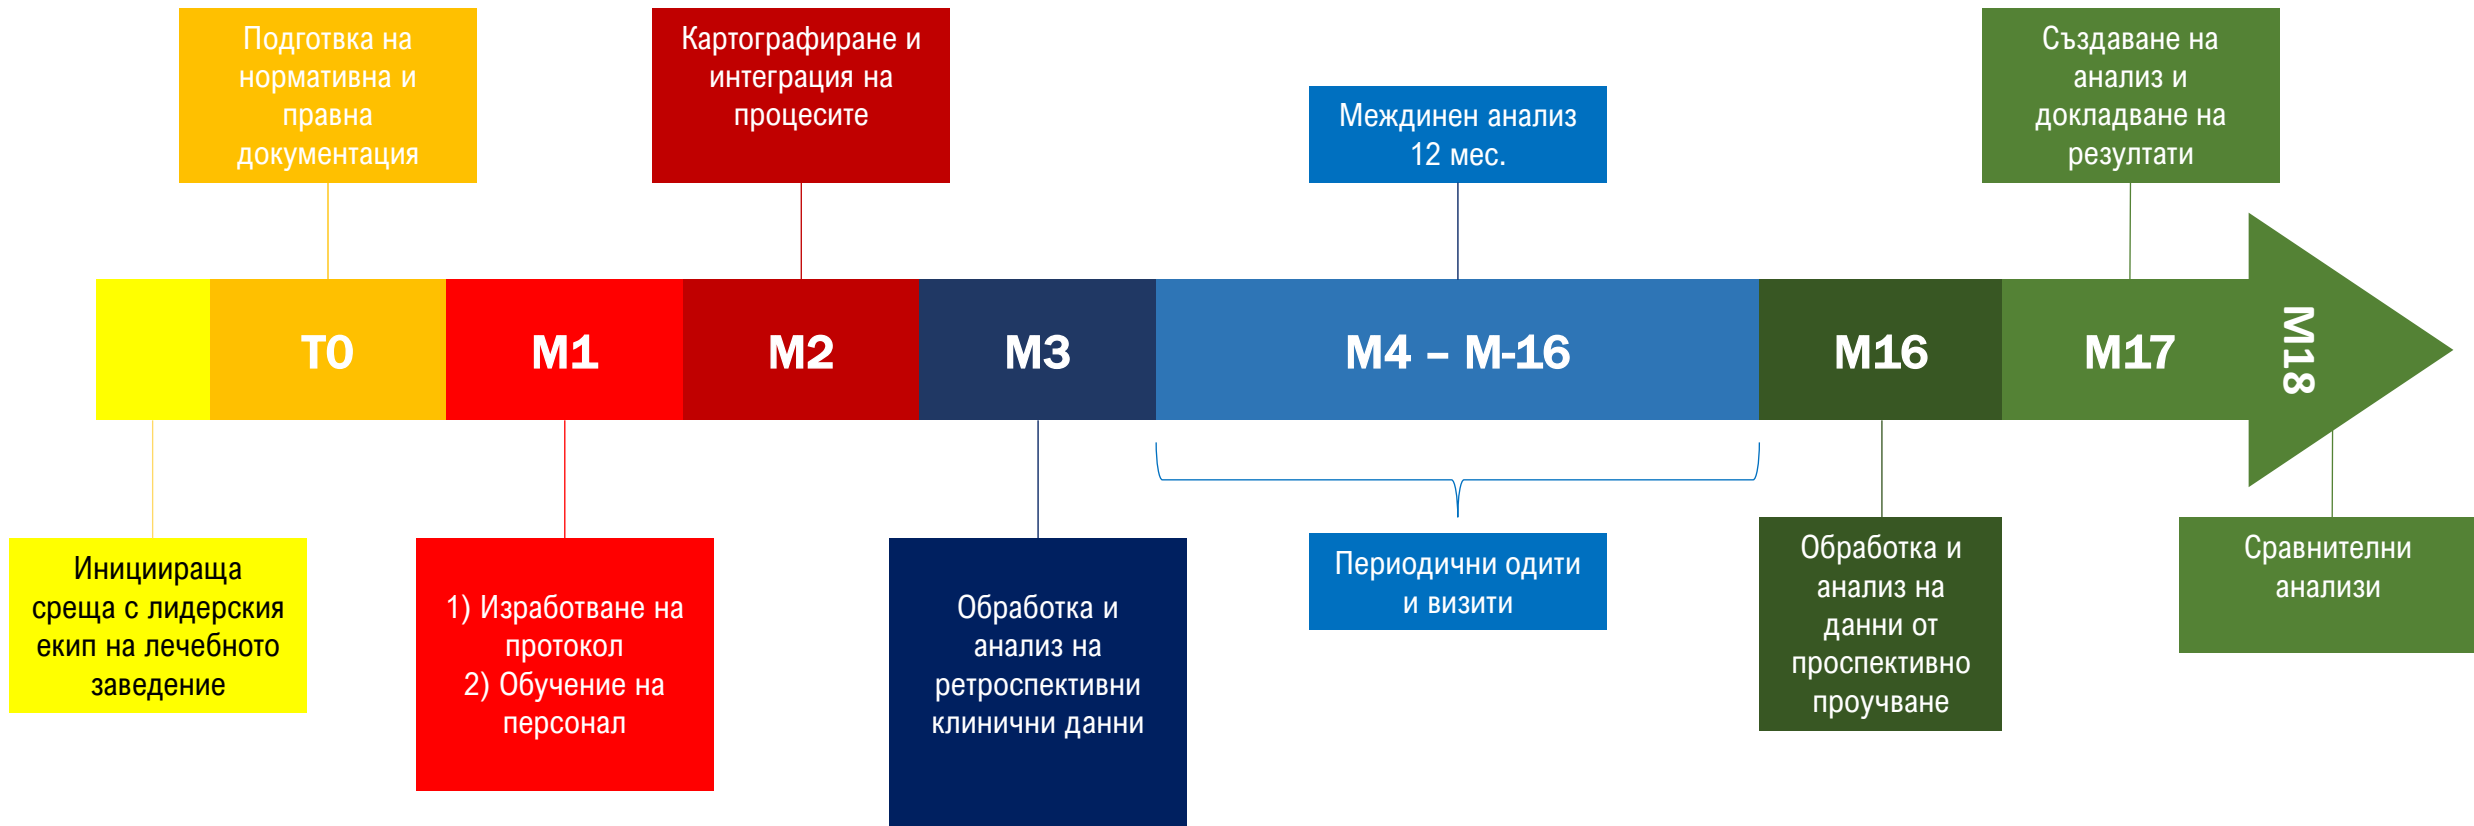 Подготвка на
нормативна и
правна
документация
Картографиране и
интеграция на
процесите
Междинен анализ
12 мес.
Създаване на
анализ и
докладване на
резултати
T0
M1
M2
M3
M4 – M-16
M16
M17
M18
Инициираща
среща с лидерския
екип на лечебното
заведение
1) Изработване на
протокол
2) Обучение на
персонал
Обработка и
анализ на
ретроспективни
клинични данни
Периодични одити
и визити
Обработка и
анализ на
данни от
проспективно
проучване
Сравнителни
анализи